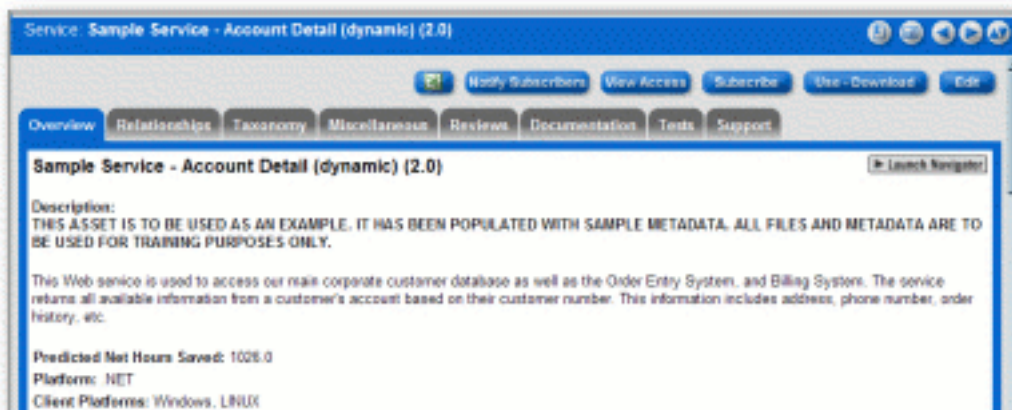 Service: Sample Service - Account Detail (dynamic) (2.0)
Notify Subscribers View Access Subscribe Use - Download Edit
Overview Relationships Taxonomy Miscellaneous Reviews Documentation Tests Support
Sample Service - Account Detail (dynamic) (2.0) Launch Navigator
Description:
THIS ASSET IS TO BE USED AS AN EXAMPLE. IT HAS BEEN POPULATED WITH SAMPLE METADATA. ALL FILES AND METADATA ARE TO
BE USED FOR TRAINING PURPOSES ONLY.
This Web service is used to access our main corporate customer database as well as the Order Entry System, and Billing System. The service
returns all available information from a customer's account based on their customer number. This information includes address, phone number, order
history, etc.
Predicted Net Hours Saved: 1026.0
Platform: .NET
Client Platforms: Windows, LINUX